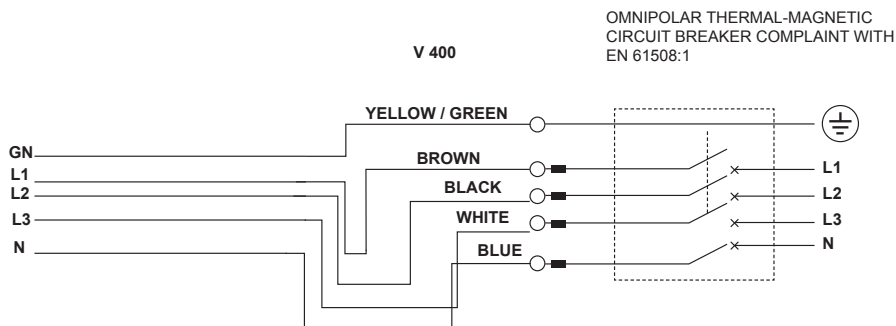 OMNIPOLAR THERMAL-MAGNETIC
CIRCUIT BREAKER COMPLAINT WITH
EN 61508:1
V 400
YELLOW / GREEN
GN
BROWN
L1
L1
BLACK
L2
L2
WHITE
L3
L3
N
BLUE
N